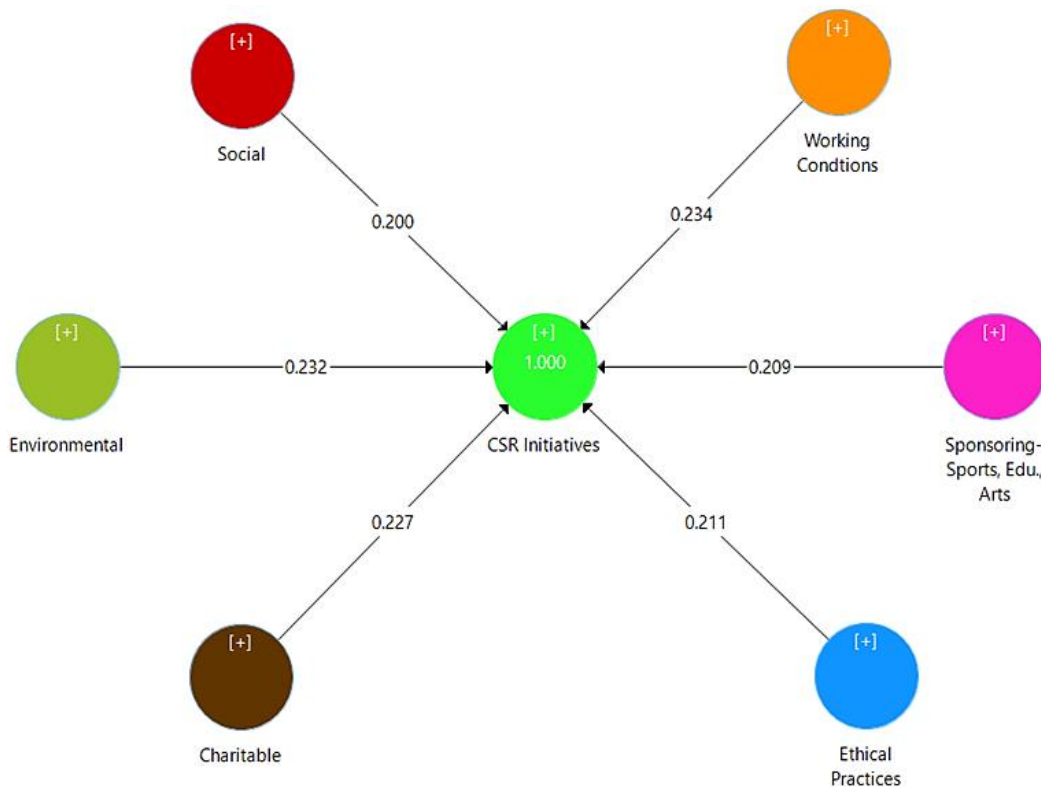 [+]
Social
[+]
Working
Condtions
0.200
0.234
[+]
Environmental
0.232
[+]
1.000
CSR Initiatives
0.209
[+]
Sponsoring-
Sports, Edu.,
Arts
0.227
0.211
[+]
Charitable
[+]
Ethical
Practices